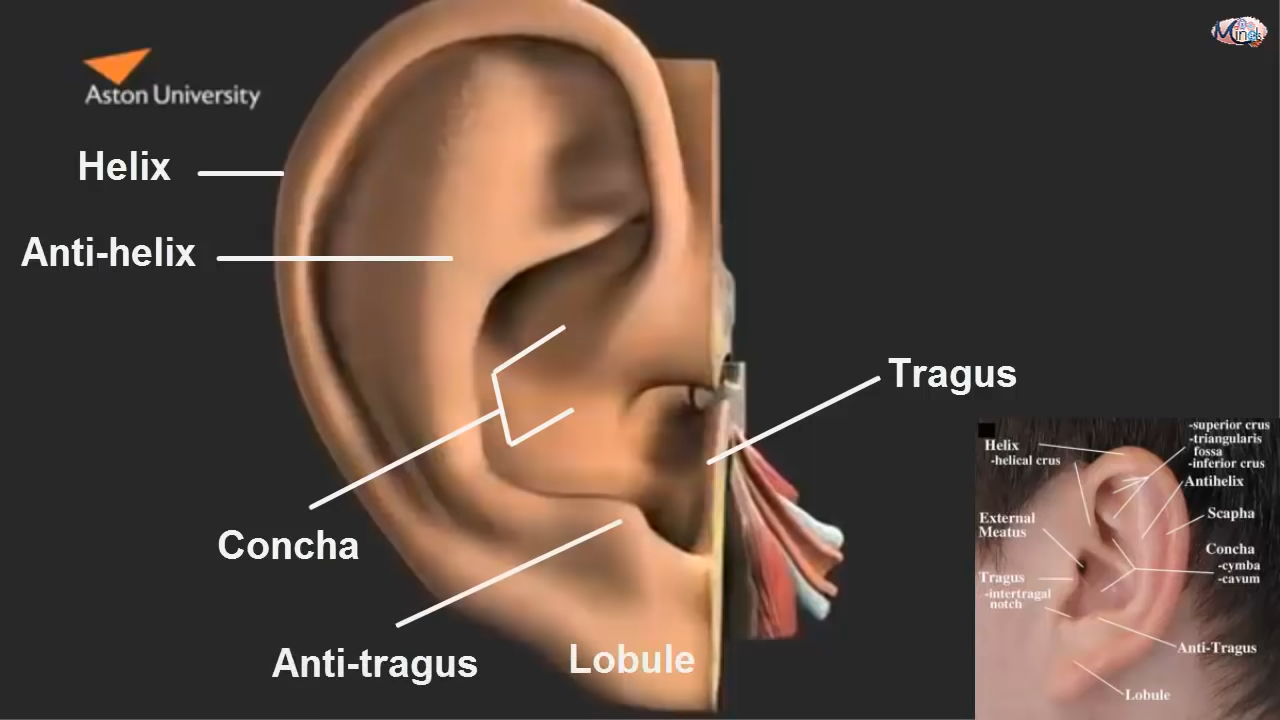 Aston University
Helix
Anti-helix
Concha
Anti-tragus
Lobule
Tragus
Helix
-helical crus
External
Meatus
Tragus
-intertragal
notch
-superior crus
-triangularis
fossa
-inferior crus
Antihelix
Scapha
Concha
-cymba
-cavum
Anti-Tragus
Lobule